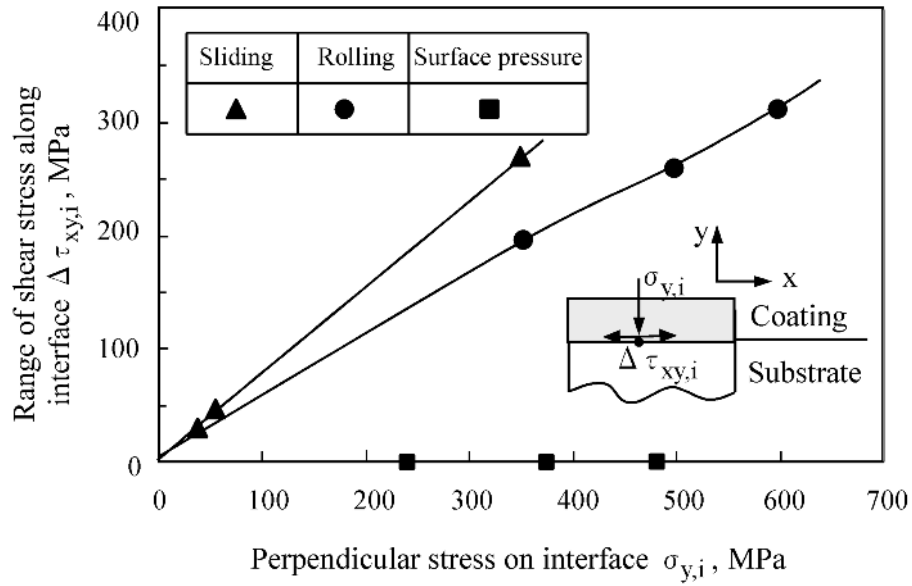 400
300
200
100
0
Range of shear stress along
interface Δ τxy,i , MPa
Sliding Rolling Surface pressure
y
x
σy,i
Coating
Δ τxy,i
Substrate
0 100 200 300 400 500 600 700
Perpendicular stress on interface σy,i , MPa